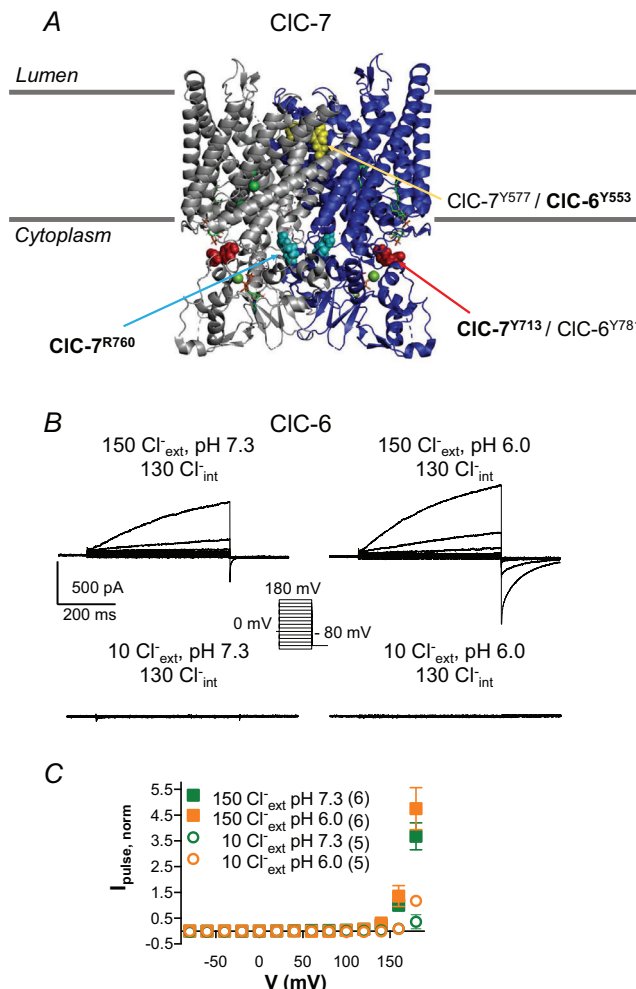 A
ClC-7
Lumen
ClC-7Y577 / ClC-6Y553
Cytoplasm
ClC-7R760
ClC-7Y713 / ClC-6Y781
B
ClC-6
150 Cl-ext, pH 7.3
130 Cl-int
150 Cl-ext, pH 6.0
130 Cl-int
500 pA
200 ms
180 mV
0 mV
- 80 mV
10 Cl-ext, pH 7.3
130 Cl-int
10 Cl-ext, pH 6.0
130 Cl-int
C
5.5
4.5
3.5
2.5
1.5
0.5
-0.5
Ipulse, norm
150 Cl-ext pH 7.3 (6)
150 Cl-ext pH 6.0 (6)
10 Cl-ext pH 7.3 (5)
10 Cl-ext pH 6.0 (5)
-50 0 50 100 150
V (mV)